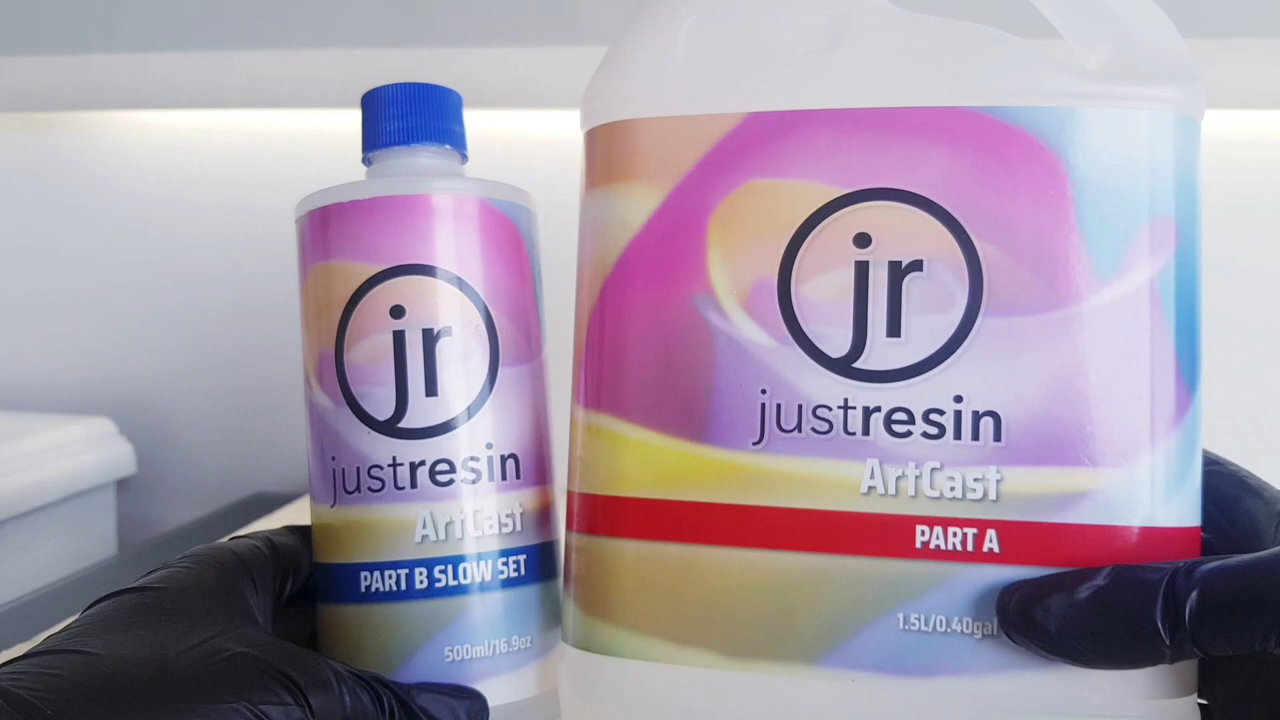 jr
justresin
ArtCast
PART B SLOW SET
500ml/16.9oz
jr
justresin
ArtCast
PART A
1.5L/0.40gal